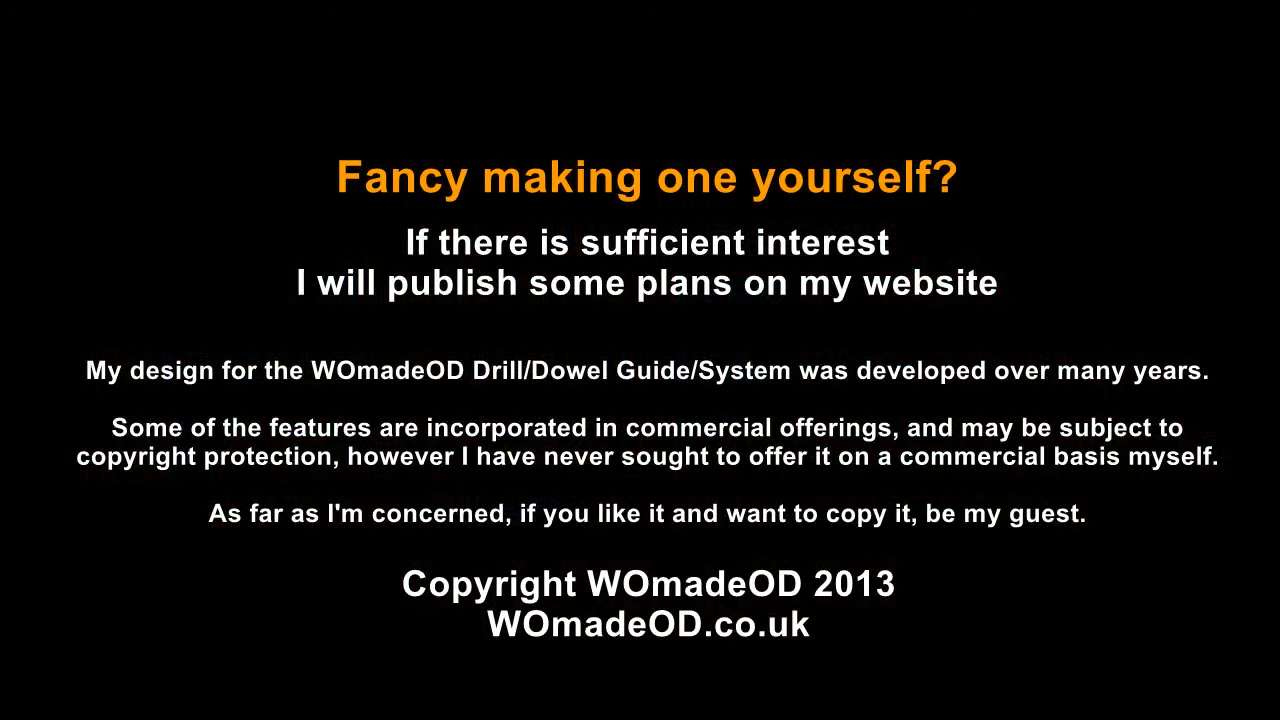 Fancy making one yourself?
If there is sufficient interest
I will publish some plans on my website
My design for the WOmadeOD Drill/Dowel Guide/System was developed over many years.
Some of the features are incorporated in commercial offerings, and may be subject to
copyright protection, however I have never sought to offer it on a commercial basis myself.
As far as I'm concerned, if you like it and want to copy it, be my guest.
Copyright WOmadeOD 2013
WOmadeOD.co.uk